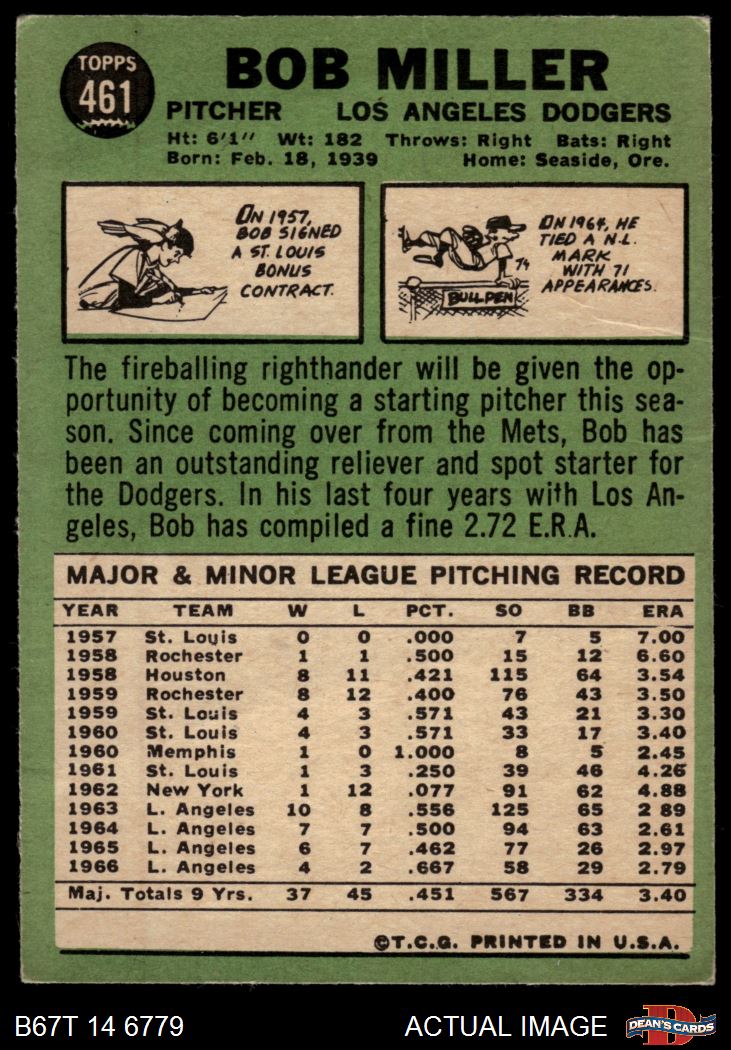 TOPPS
461
BOB MILLER
PITCHER LOS ANGELES DODGERS
Ht: 6'1" Wt: 182 Throws: Right Bats: Right
Born: Feb. 18, 1939 Home: Seaside, Ore.
ON 1957,
BOB SIGNED
A ST. LOUIS
BONUS
CONTRACT.
74
BULLPEN
ON 1964, HE
TIED A N.L.
MARK
WITH 71
APPEARANCES.
The fireballing righthander will be given the op-
portunity of becoming a starting pitcher this sea-
son. Since coming over from the Mets, Bob has
been an outstanding reliever and spot starter for
the Dodgers. In his last four years with Los An-
geles, Bob has compiled a fine 2.72 E.R.A.
MAJOR & MINOR LEAGUE PITCHING RECORD
YEAR TEAM W L PCT. SO BB ERA
1957 St. Louis 0 0 .000 7 5 7.00
1958 Rochester 1 1 .500 15 12 6.60
1958 Houston 8 11 .421 115 64 3.54
1959 Rochester 8 12 .400 76 43 3.50
1959 St. Louis 4 3 .571 43 21 3.30
1960 St. Louis 4 3 .571 33 17 3.40
1960 Memphis 1 0 1.000 8 5 2.45
1961 St. Louis 1 3 .250 39 46 4.26
1962 New York 1 12 .077 91 62 4.88
1963 L. Angeles 10 8 .556 125 65 2 89
1964 L. Angeles 7 7 .500 94 63 2.61
1965 L. Angeles 6 7 .462 77 26 2.97
1966 L. Angeles 4 2 .667 58 29 2.79
Maj. Totals 9 Yrs. 37 45 .451 567 334 3.40
©T.C.G. PRINTED IN U.S.A.
B67T 14 6779 ACTUAL IMAGE
D
DEAN'S CARDS